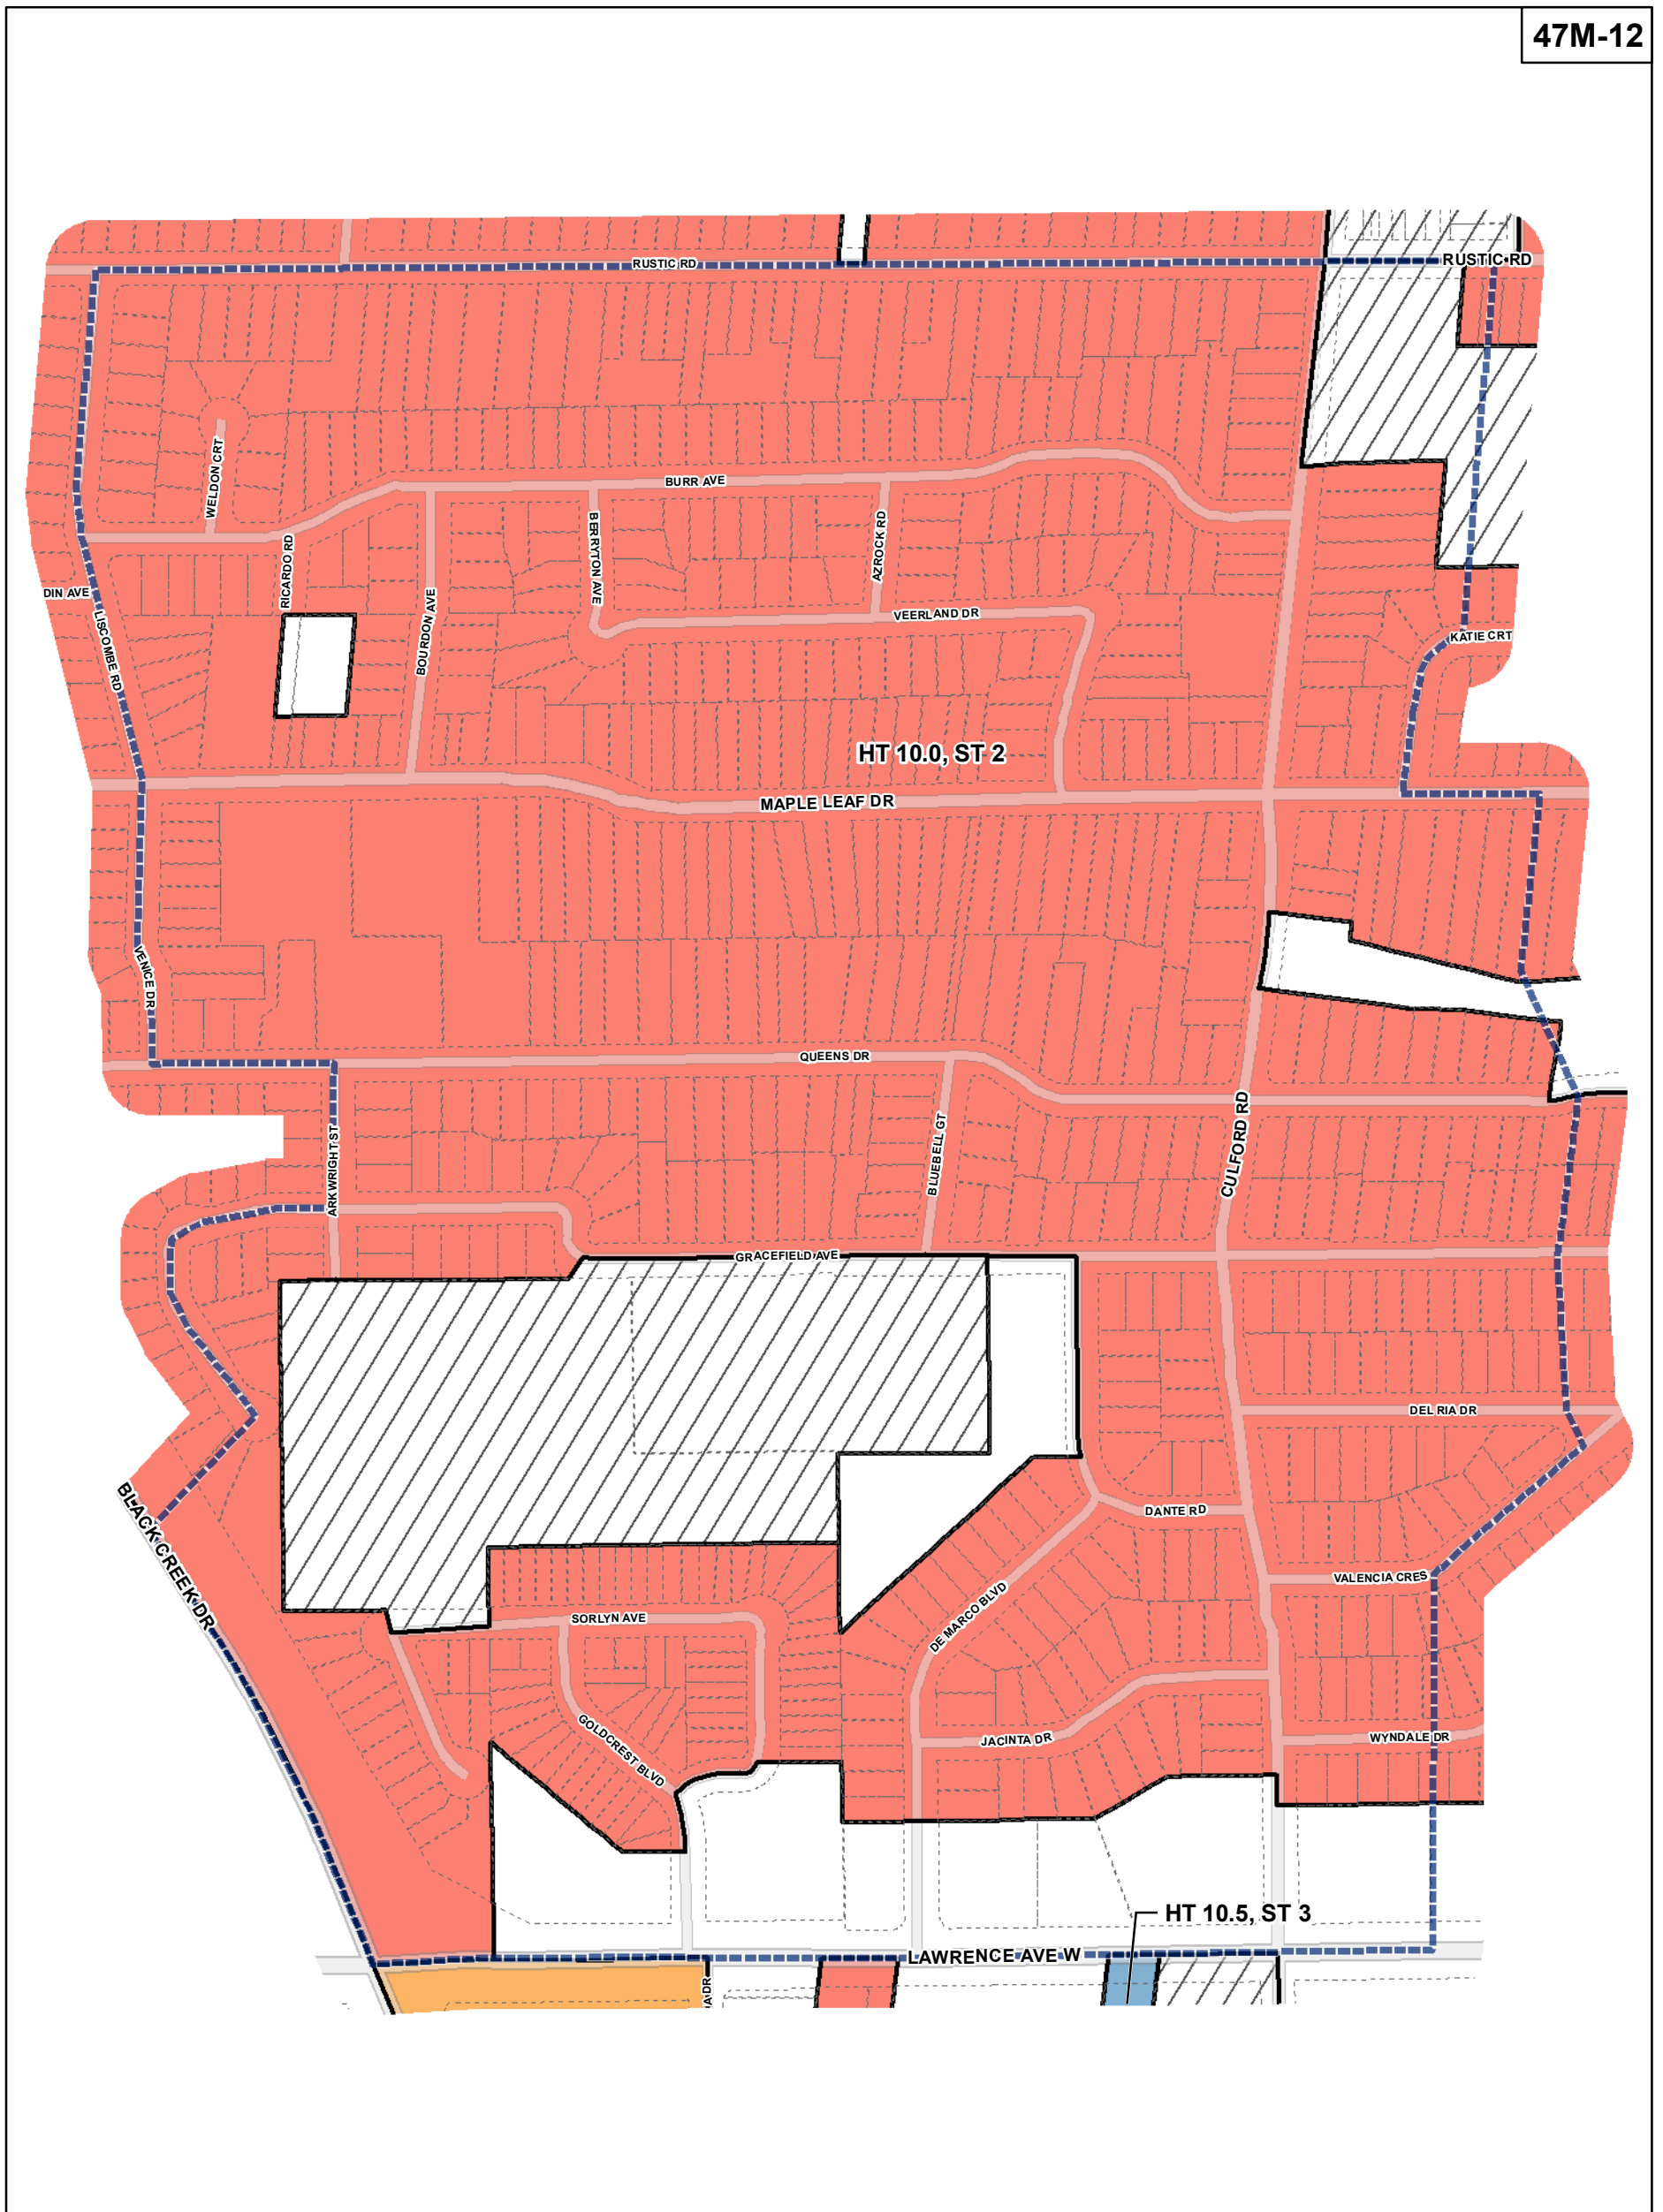 47M-12
RUSTIC RD
RUSTIC RD
WELDON CRT
BURR AVE
BERRYTON AVE
AZROCK RD
RICARDO RD
DIN AVE
LISCOMBE RD
BOURDON AVE
VEERLAND DR
KATIE CRT
HT 10.0, ST 2
MAPLE LEAF DR
VENICE DR
QUEENS DR
ARKWRIGHT ST
BLUEBELL GT
CULFORD RD
GRACEFIELD AVE
DEL RIA DR
BLACK CREEK DR
DANTE RD
VALENCIA CRES
SORLYN AVE
DE MARCO BLVD
GOLDCREST BLVD
JACINTA DR
WYNDALE DR
HT 10.5, ST 3
LAWRENCE AVE W
A DR